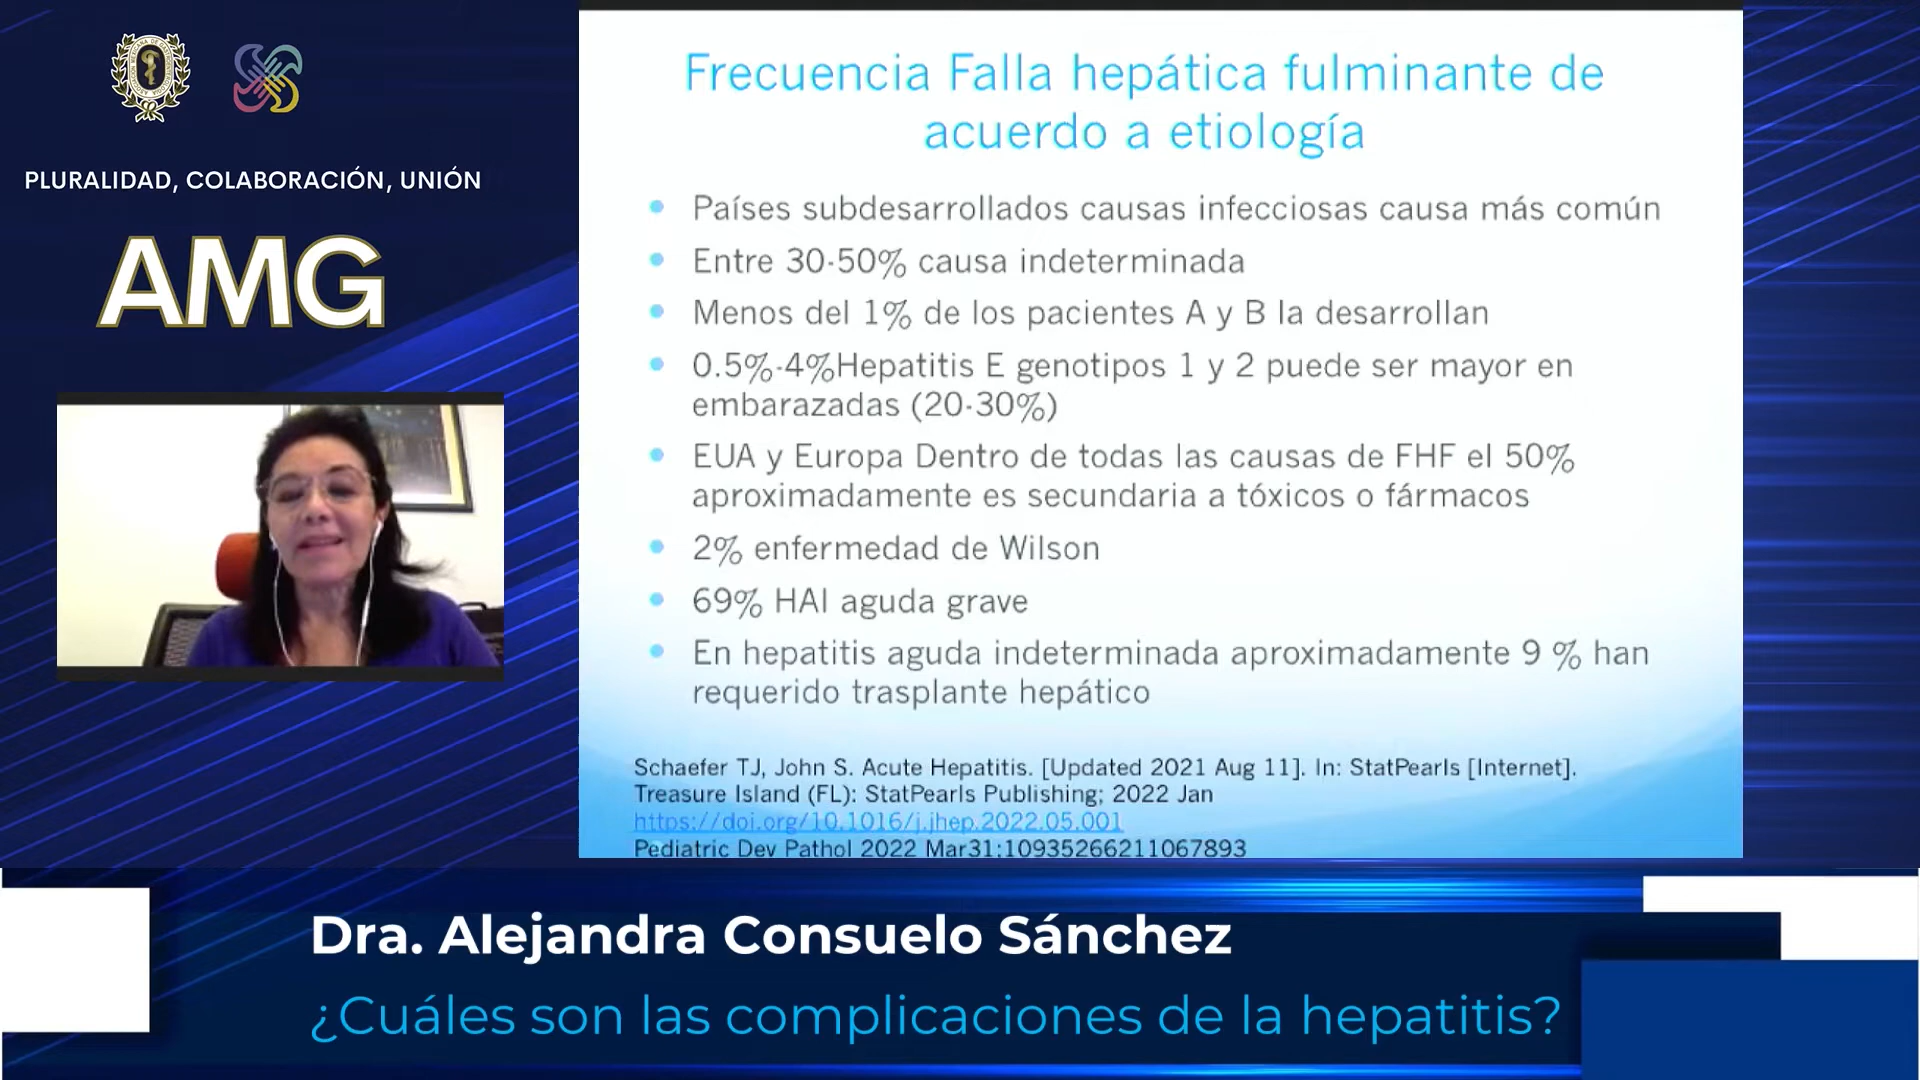 PLURALIDAD, COLABORACIÓN, UNIÓN
AMG
Frecuencia Falla hepática fulminante de
acuerdo a etiología
Países subdesarrollados causas infecciosas causa más común
Entre 30-50% causa indeterminada
Menos del 1% de los pacientes A y B la desarrollan
0.5%-4%Hepatitis E genotipos 1 y 2 puede ser mayor en
embarazadas (20-30%)
EUA y Europa Dentro de todas las causas de FHF el 50%
aproximadamente es secundaria a tóxicos o fármacos
2% enfermedad de Wilson
69% HAI aguda grave
En hepatitis aguda indeterminada aproximadamente 9 % han
requerido trasplante hepático
Schaefer TJ, John S. Acute Hepatitis. [Updated 2021 Aug 11]. In: StatPearls [Internet].
Treasure Island (FL): StatPearls Publishing; 2022 Jan
https://doi.org/10.1016/j.jhep.2022.05.001
Pediatric Dev Pathol 2022 Mar31:10935266211067893
Dra. Alejandra Consuelo Sánchez
¿Cuáles son las complicaciones de la hepatitis?